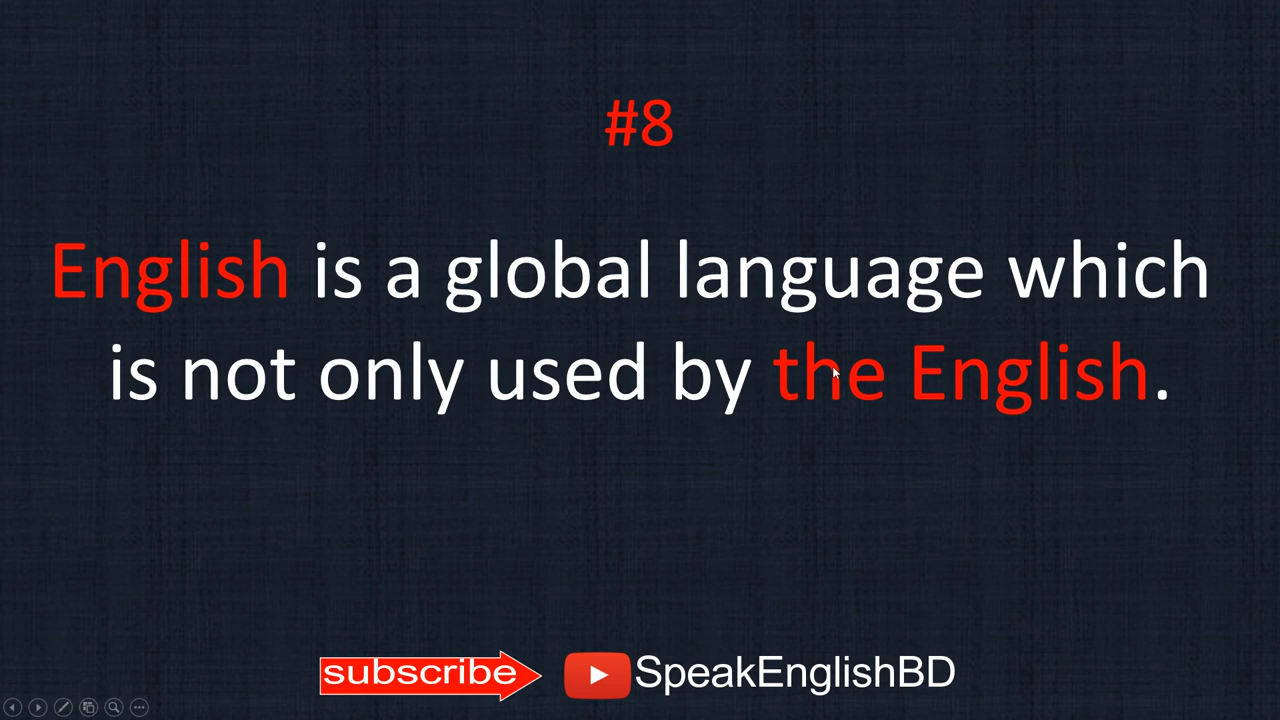 #8
English is a global language which
is not only used by the English.
subscribe SpeakEnglishBD